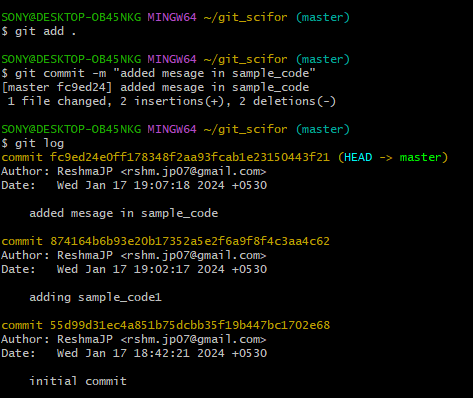 SONY@DESKTOP-OB45NKG MINGW64 ~/git_scifor (master)
$ git add .
SONY@DESKTOP-OB45NKG MINGW64 ~/git_scifor (master)
$ git commit -m "added mesage in sample_code"
[master fc9ed24] added mesage in sample_code
1 file changed, 2 insertions(+), 2 deletions(-)
SONY@DESKTOP-OB45NKG MINGW64 ~/git_scifor (master)
$ git log
commit fc9ed24e0ff178348f2aa93fcab1e23150443f21 (HEAD -> master)
Author: ReshmaJP <rshm.jp07@gmail.com>
Date: Wed Jan 17 19:07:18 2024 +0530
added mesage in sample_code
commit 874164b6b93e20b17352a5e2f6a9f8f4c3aa4c62
Author: ReshmaJP <rshm.jp07@gmail.com>
Date: Wed Jan 17 19:02:17 2024 +0530
adding sample_code1
commit 55d99d31ec4a851b75dcbb35f19b447bc1702e68
Author: ReshmaJP <rshm.jp07@gmail.com>
Date: Wed Jan 17 18:42:21 2024 +0530
initial commit